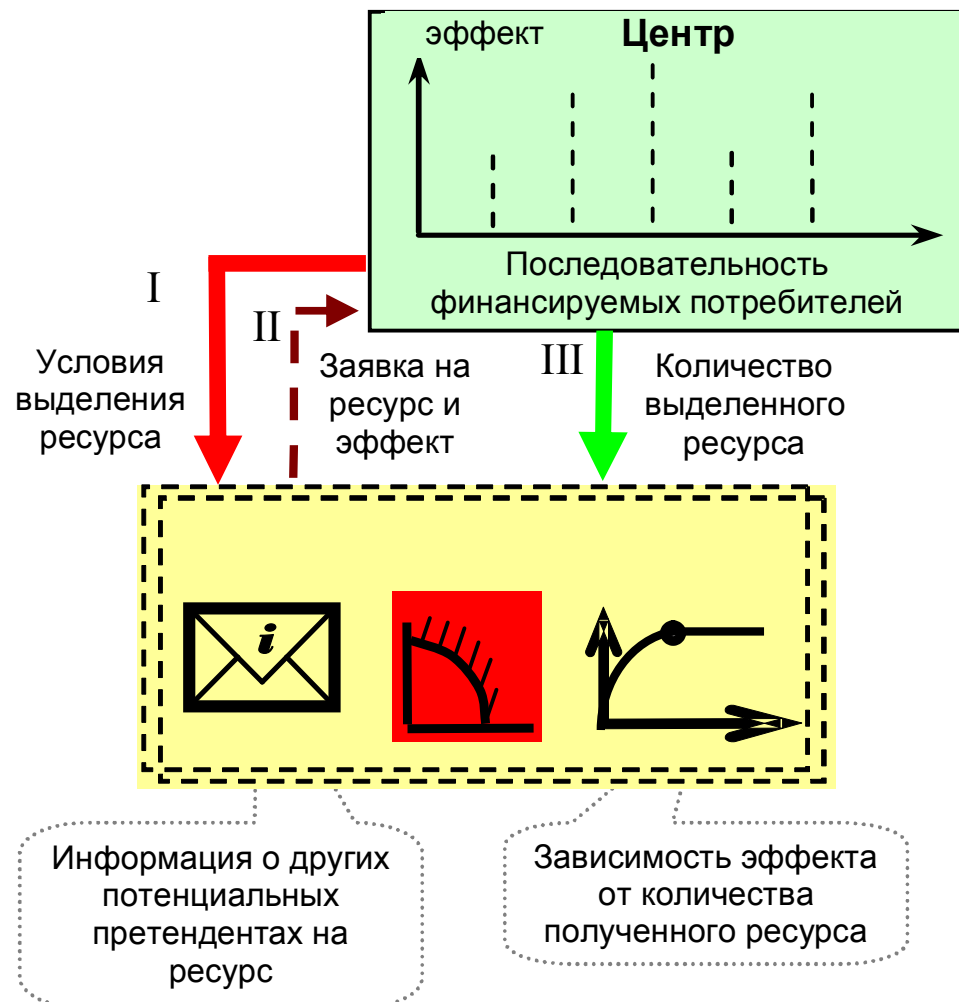 эффект
Центр
Последовательность
финансируемых потребителей
I
Условия
выделения
ресурса
II
Заявка на
ресурс и
эффект
III
Количество
выделенного
ресурса
i
Информация о других
потенциальных
претендентах на
ресурс
Зависимость эффекта
от количества
полученного ресурса